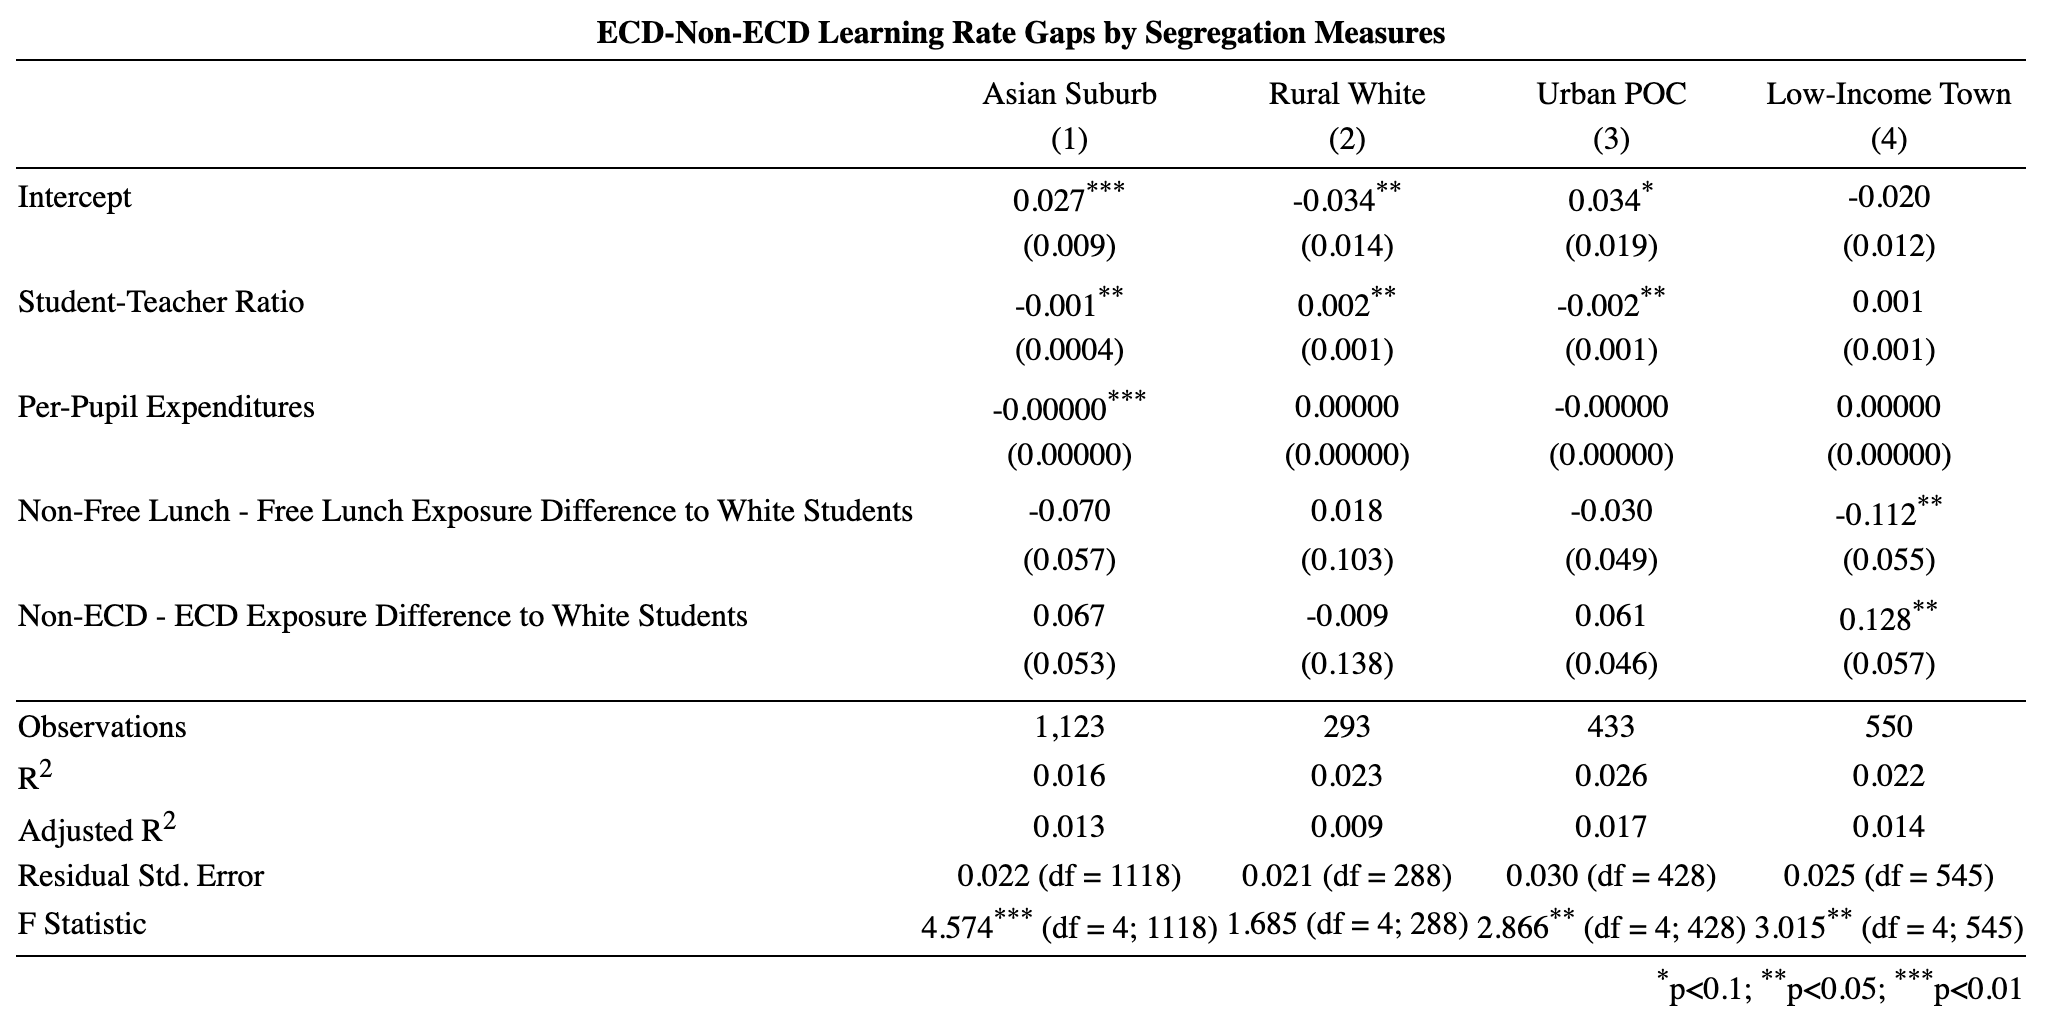 ECD-Non-ECD Learning Rate Gaps by Segregation Measures
Asian Suburb Rural White Urban POC Low-Income Town
(1) (2) (3) (4)
Intercept 0.027*** -0.034** 0.034* -0.020
(0.009) (0.014) (0.019) (0.012)
Student-Teacher Ratio -0.001** 0.002** -0.002** 0.001
(0.0004) (0.001) (0.001) (0.001)
Per-Pupil Expenditures -0.00000*** 0.00000 -0.00000 0.00000
(0.00000) (0.00000) (0.00000) (0.00000)
Non-Free Lunch - Free Lunch Exposure Difference to White Students -0.070 0.018 -0.030 -0.112**
(0.057) (0.103) (0.049) (0.055)
Non-ECD - ECD Exposure Difference to White Students 0.067 -0.009 0.061 0.128**
(0.053) (0.138) (0.046) (0.057)
Observations 1,123 293 433 550
R2 0.016 0.023 0.026 0.022
Adjusted R2 0.013 0.009 0.017 0.014
Residual Std. Error 0.022 (df = 1118) 0.021 (df = 288) 0.030 (df = 428) 0.025 (df = 545)
F Statistic 4.574*** (df = 4; 1118) 1.685 (df = 4; 288) 2.866** (df = 4; 428) 3.015** (df = 4; 545)
*p<0.1; **p<0.05; ***p<0.01